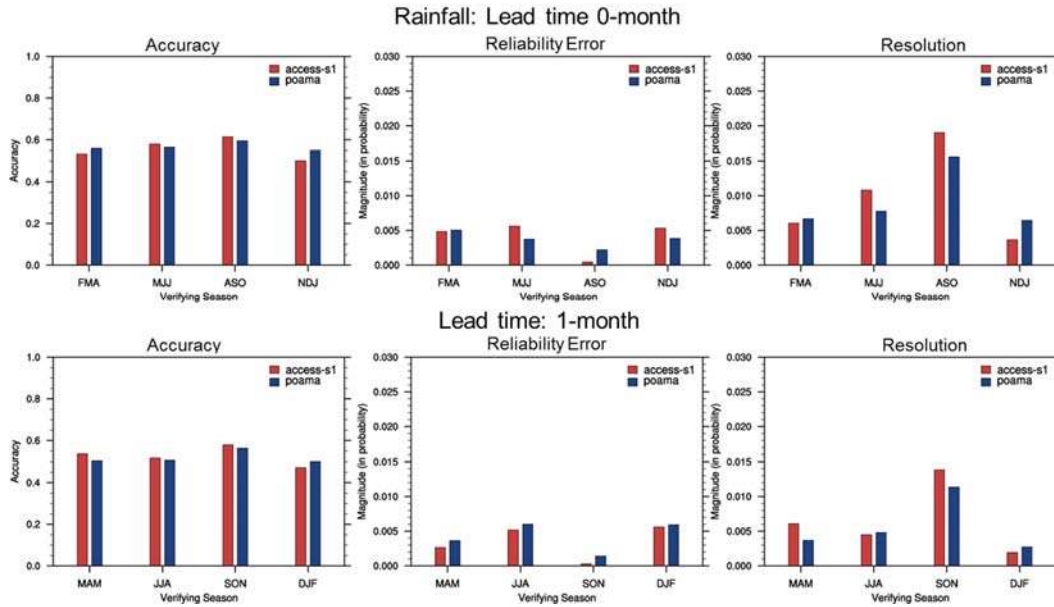 Rainfall: Lead time 0-month
Accuracy
1.0
0.8
0.6
0.4
0.2
0.0
Accuracy
access-s1
poama
FMA
MJJ
ASO
NDJ
Verifying Season
Reliability Error
0.030
0.025
0.020
0.015
0.010
0.005
0.000
Magnitude (in probability)
access-s1
poama
FMA
MJJ
ASO
NDJ
Verifying Season
Resolution
0.030
0.025
0.020
0.015
0.010
0.005
0.000
Magnitude (in probability)
access-s1
poama
FMA
MJJ
ASO
NDJ
Verifying Season
Lead time: 1-month
Accuracy
1.0
0.8
0.6
0.4
0.2
0.0
Accuracy
access-s1
poama
MAM
JJA
SON
DJF
Verifying Season
Reliability Error
0.030
0.025
0.020
0.015
0.010
0.005
0.000
Magnitude (in probability)
access-s1
poama
MAM
JJA
SON
DJF
Verifying Season
Resolution
0.030
0.025
0.020
0.015
0.010
0.005
0.000
Magnitude (in probability)
access-s1
poama
MAM
JJA
SON
DJF
Verifying Season